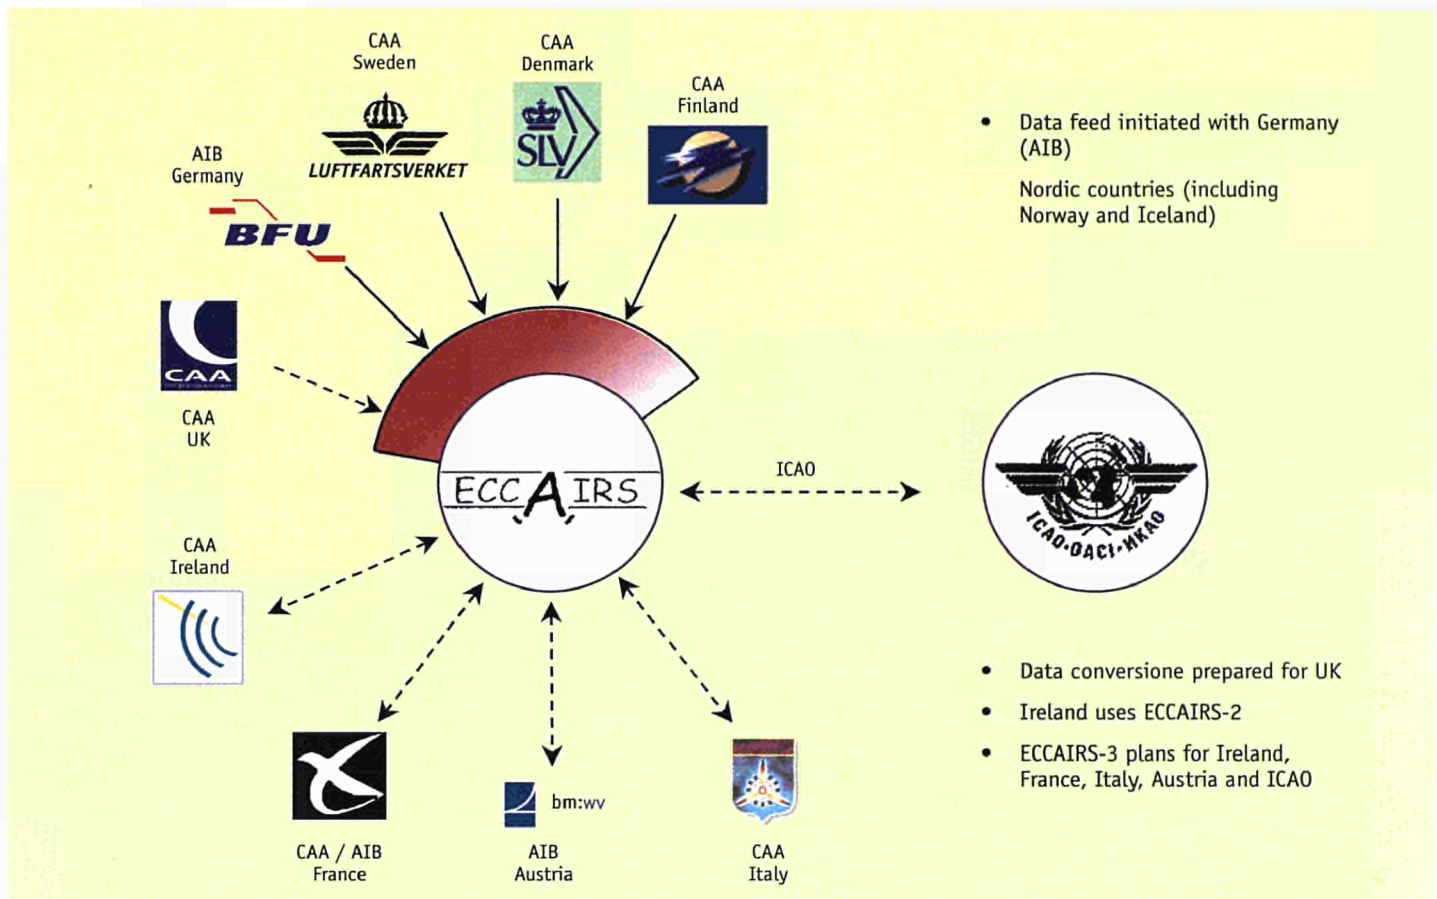 CAA
Sweden
CAA
Denmark
CAA
Finland
AIB
Germany
LUFTFARTSVERKET
SLV
BFU
• Data feed initiated with Germany
(AIB)
Nordic countries (including
Norway and Iceland)
CAA
CAA
UK
ECCAIRS
ICAO
ICAO·OACI·ИКАО
CAA
Ireland
• Data conversione prepared for UK
• Ireland uses ECCAIRS-2
• ECCAIRS-3 plans for Ireland,
France, Italy, Austria and ICAO
bm:wv
CAA / AIB
France
AIB
Austria
CAA
Italy